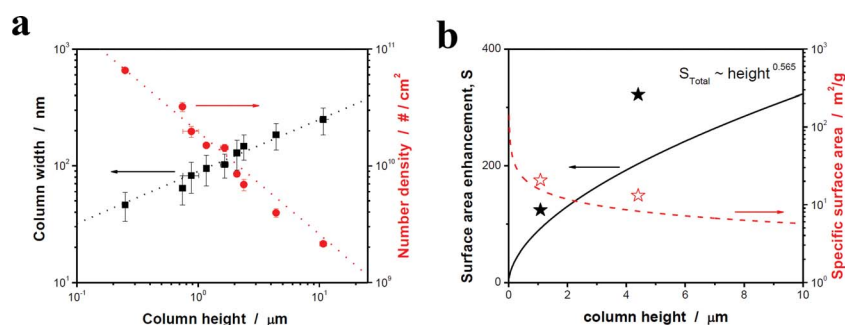 a
10³
10²
10¹
Column width / nm
10⁻¹
10⁰
10¹
Column height / μm
10¹¹
10¹⁰
10⁹
Number density / #/cm²
b
400
200
0
Surface area enhancement, S
S_Total ~ height^0.565
0
2
4
6
8
10
column height / μm
10³
10²
10¹
10⁰
Specific surface area / m²/g